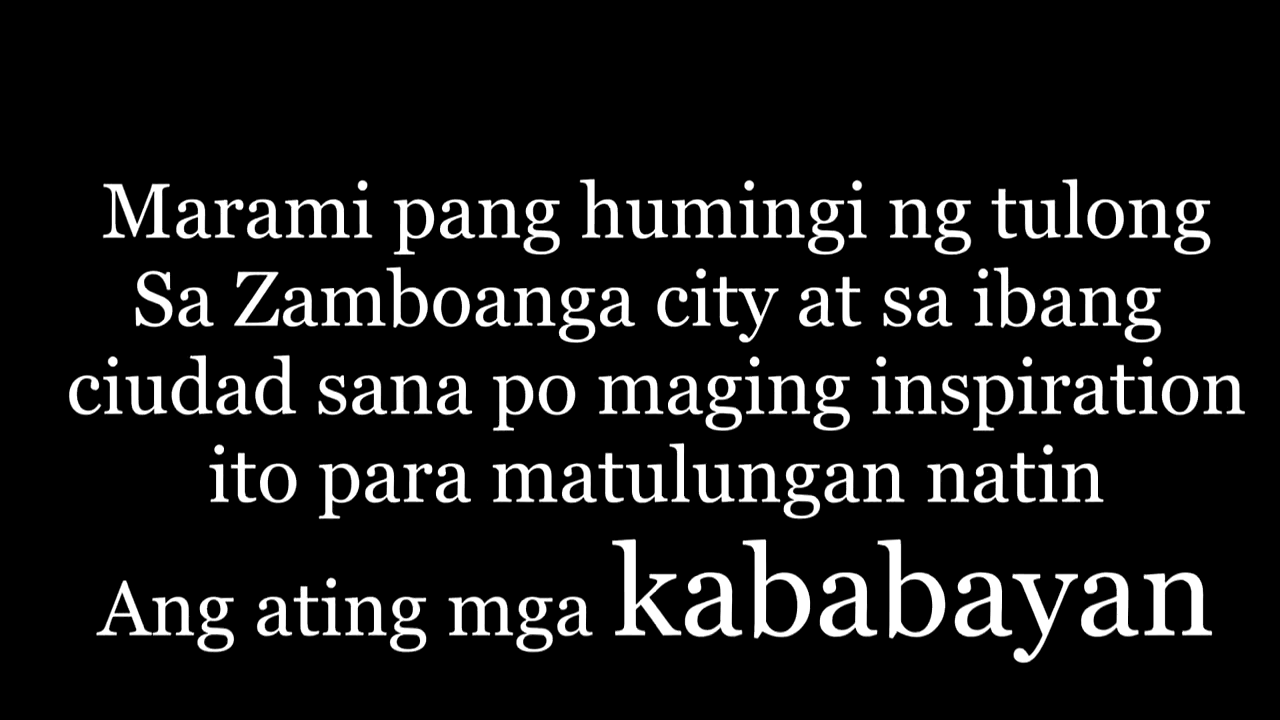 Marami pang humingi ng tulong
Sa Zamboanga city at sa ibang
ciudad sana po maging inspiration
ito para matulungan natin
Ang ating mga kababayan